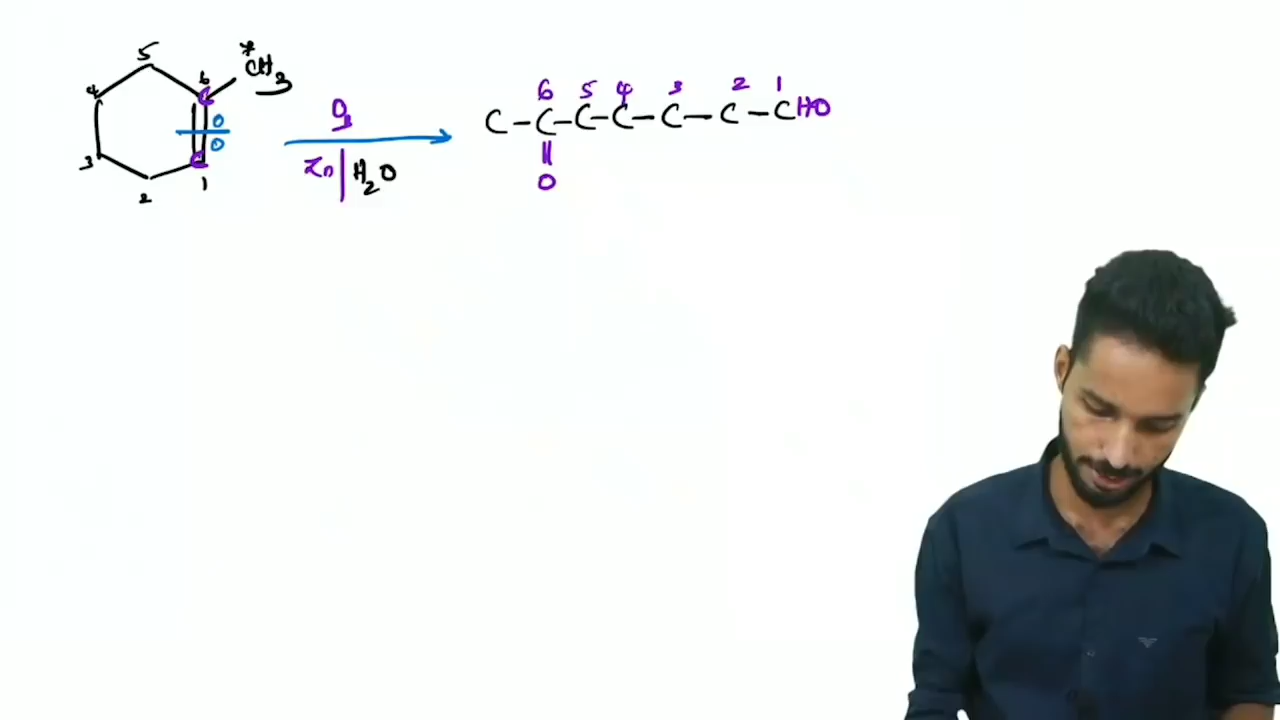 5
4
3
2
1
6
C
C
*
CH3
O
O
O3
Zn | H2O
6 5 4 3 2 1
C-C-C-C-C-C-CHO
||
O